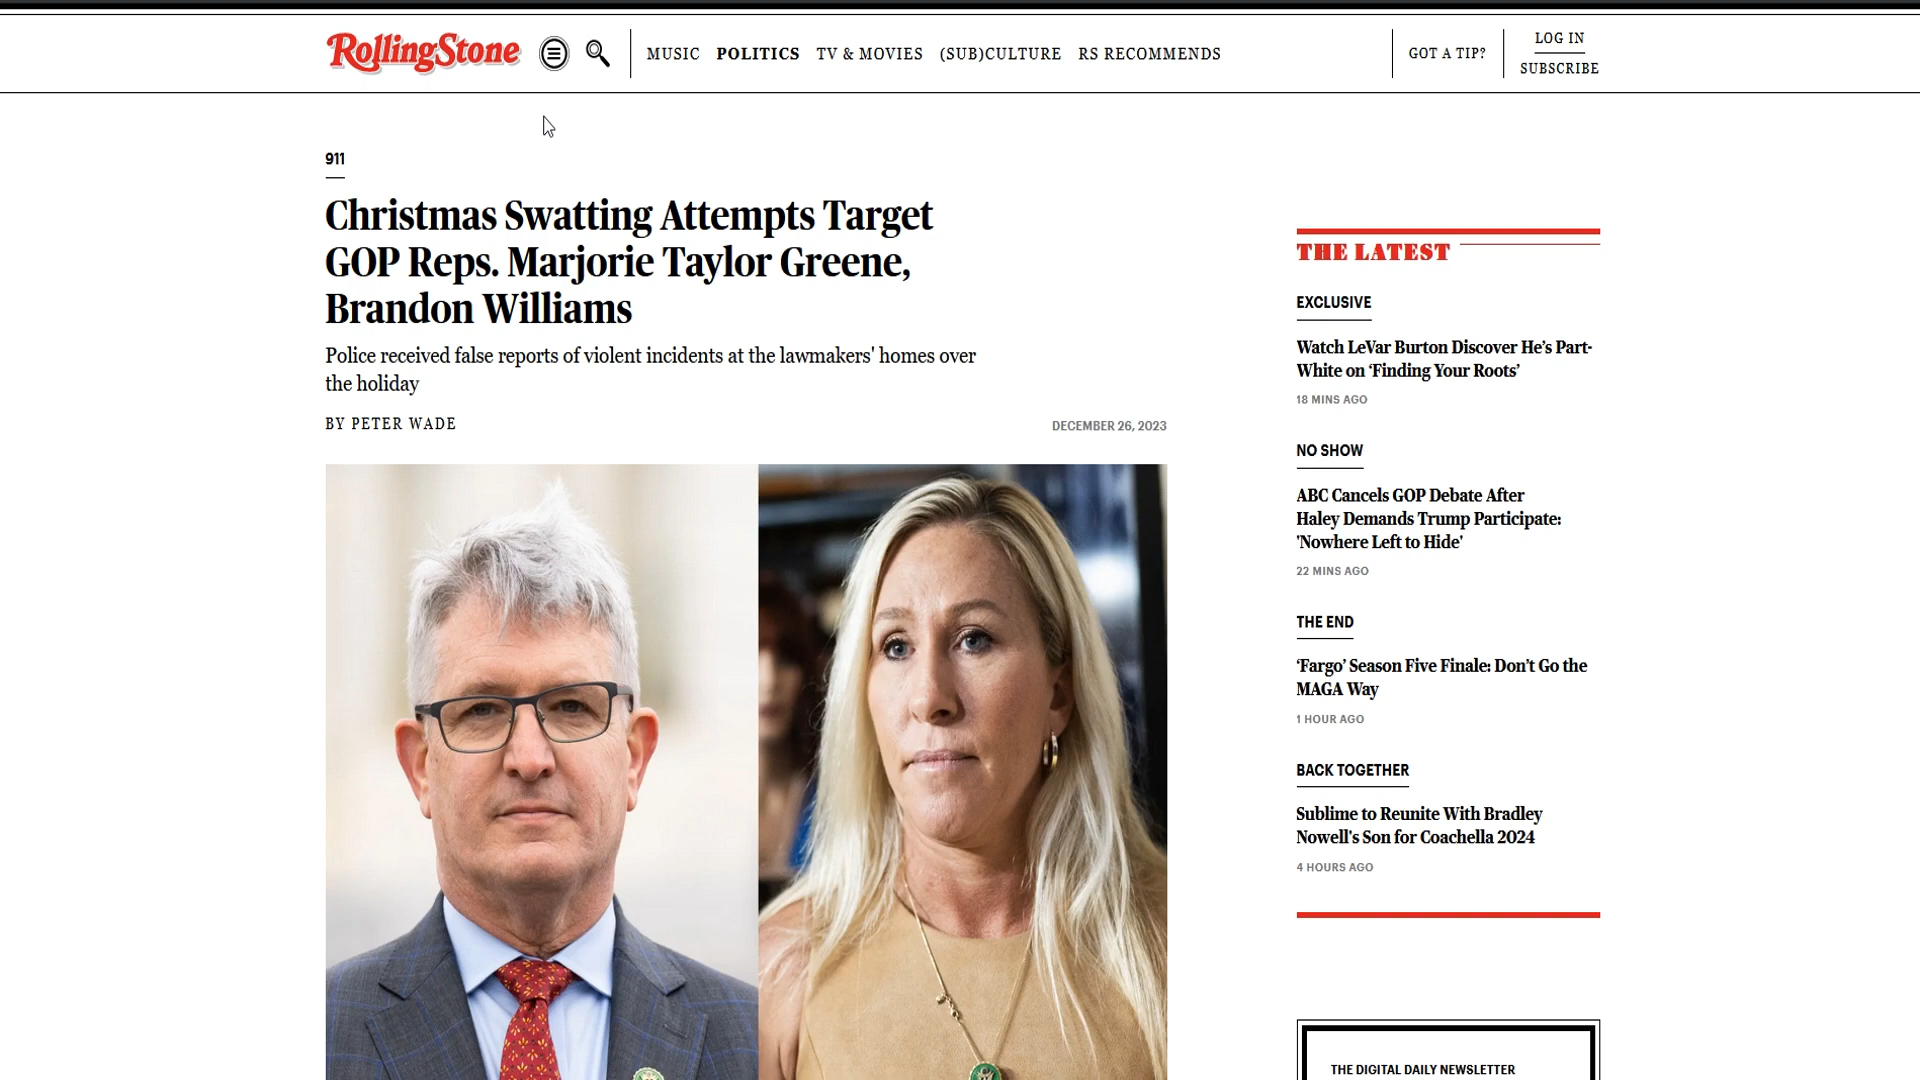 RollingStone
MUSIC POLITICS TV & MOVIES (SUB)CULTURE RS RECOMMENDS
GOT A TIP?
LOG IN
SUBSCRIBE
911
Christmas Swatting Attempts Target
GOP Reps. Marjorie Taylor Greene,
Brandon Williams
Police received false reports of violent incidents at the lawmakers' homes over
the holiday
BY PETER WADE
DECEMBER 26, 2023
THE LATEST
EXCLUSIVE
Watch LeVar Burton Discover He’s Part-
White on ‘Finding Your Roots’
18 MINS AGO
NO SHOW
ABC Cancels GOP Debate After
Haley Demands Trump Participate:
'Nowhere Left to Hide'
22 MINS AGO
THE END
‘Fargo’ Season Five Finale: Don’t Go the
MAGA Way
1 HOUR AGO
BACK TOGETHER
Sublime to Reunite With Bradley
Nowell's Son for Coachella 2024
4 HOURS AGO
THE DIGITAL DAILY NEWSLETTER